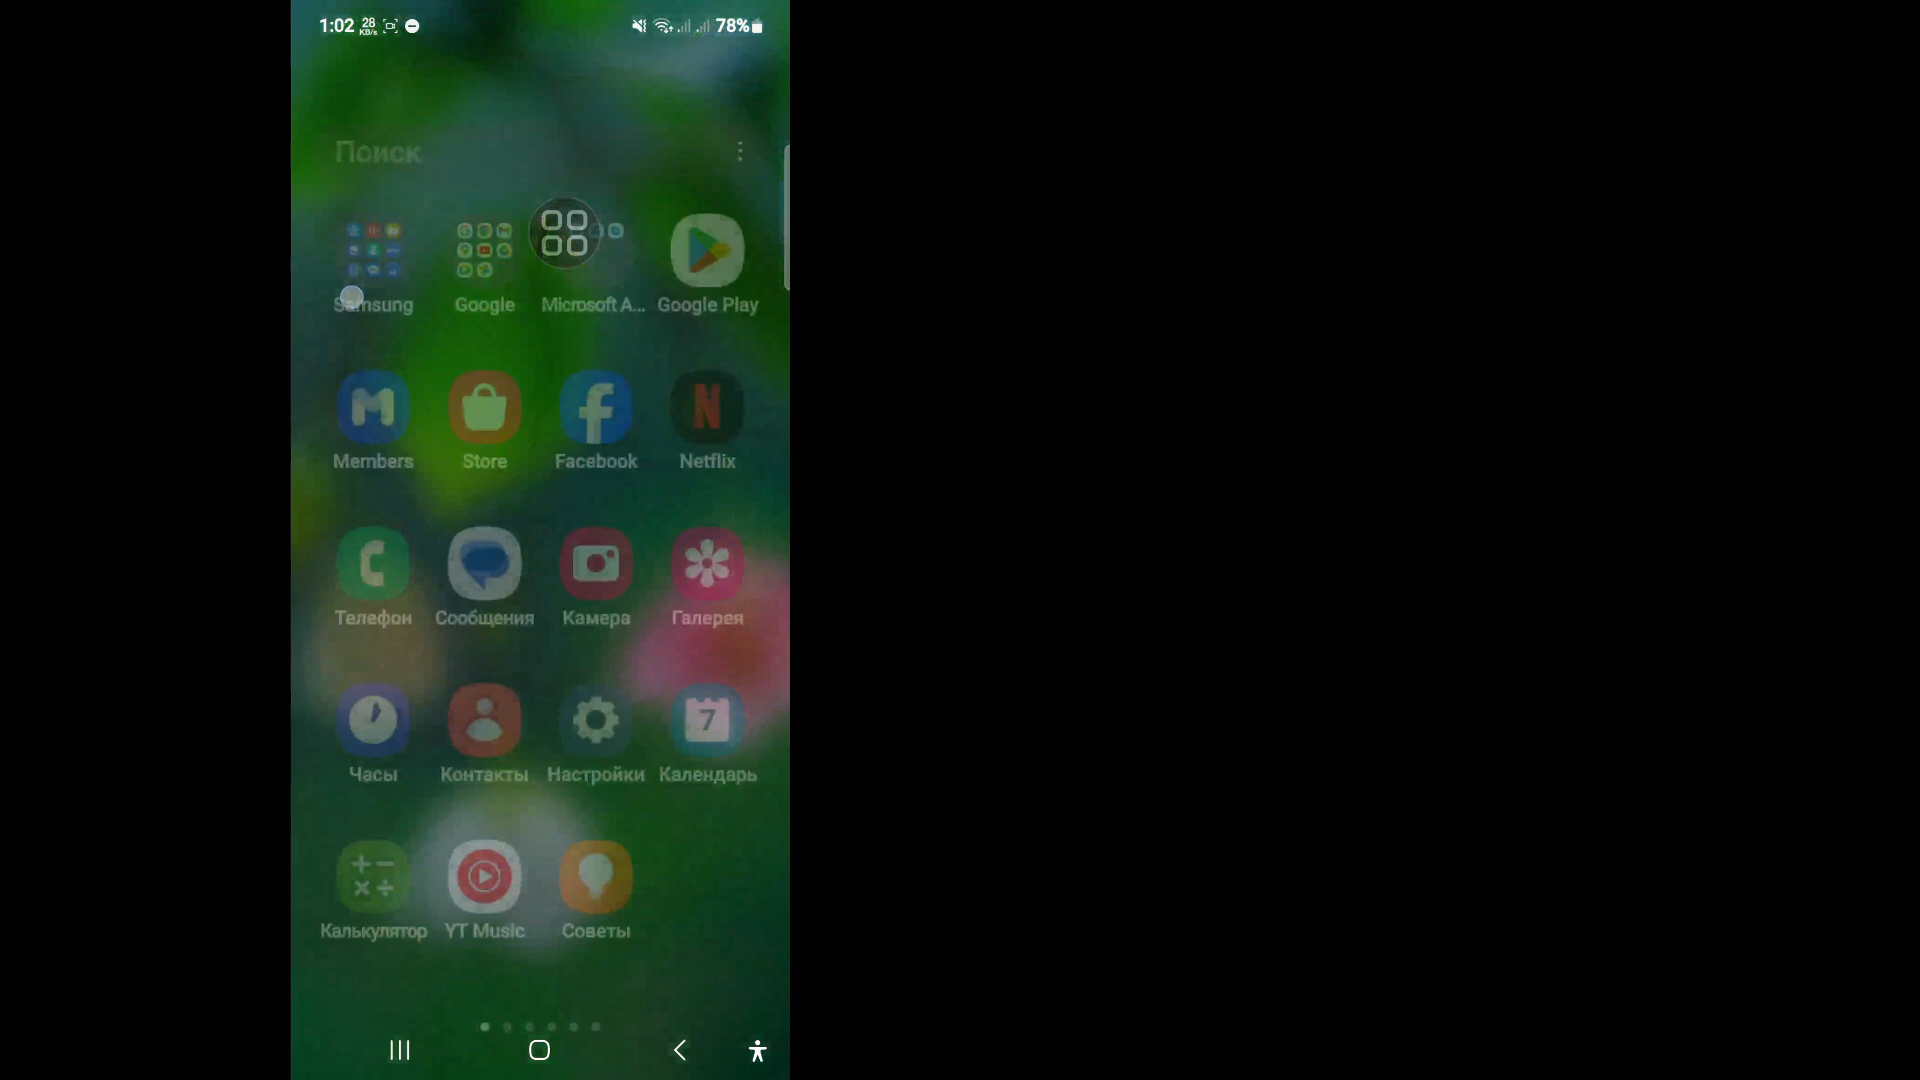 1:02 28 KB/s 78%
Поиск
Samsung Google Microsoft A... Google Play
Members Store Facebook Netflix
Телефон Сообщения Камера Галерея
7
Часы Контакты Настройки Календарь
Калькулятор YT Music Советы